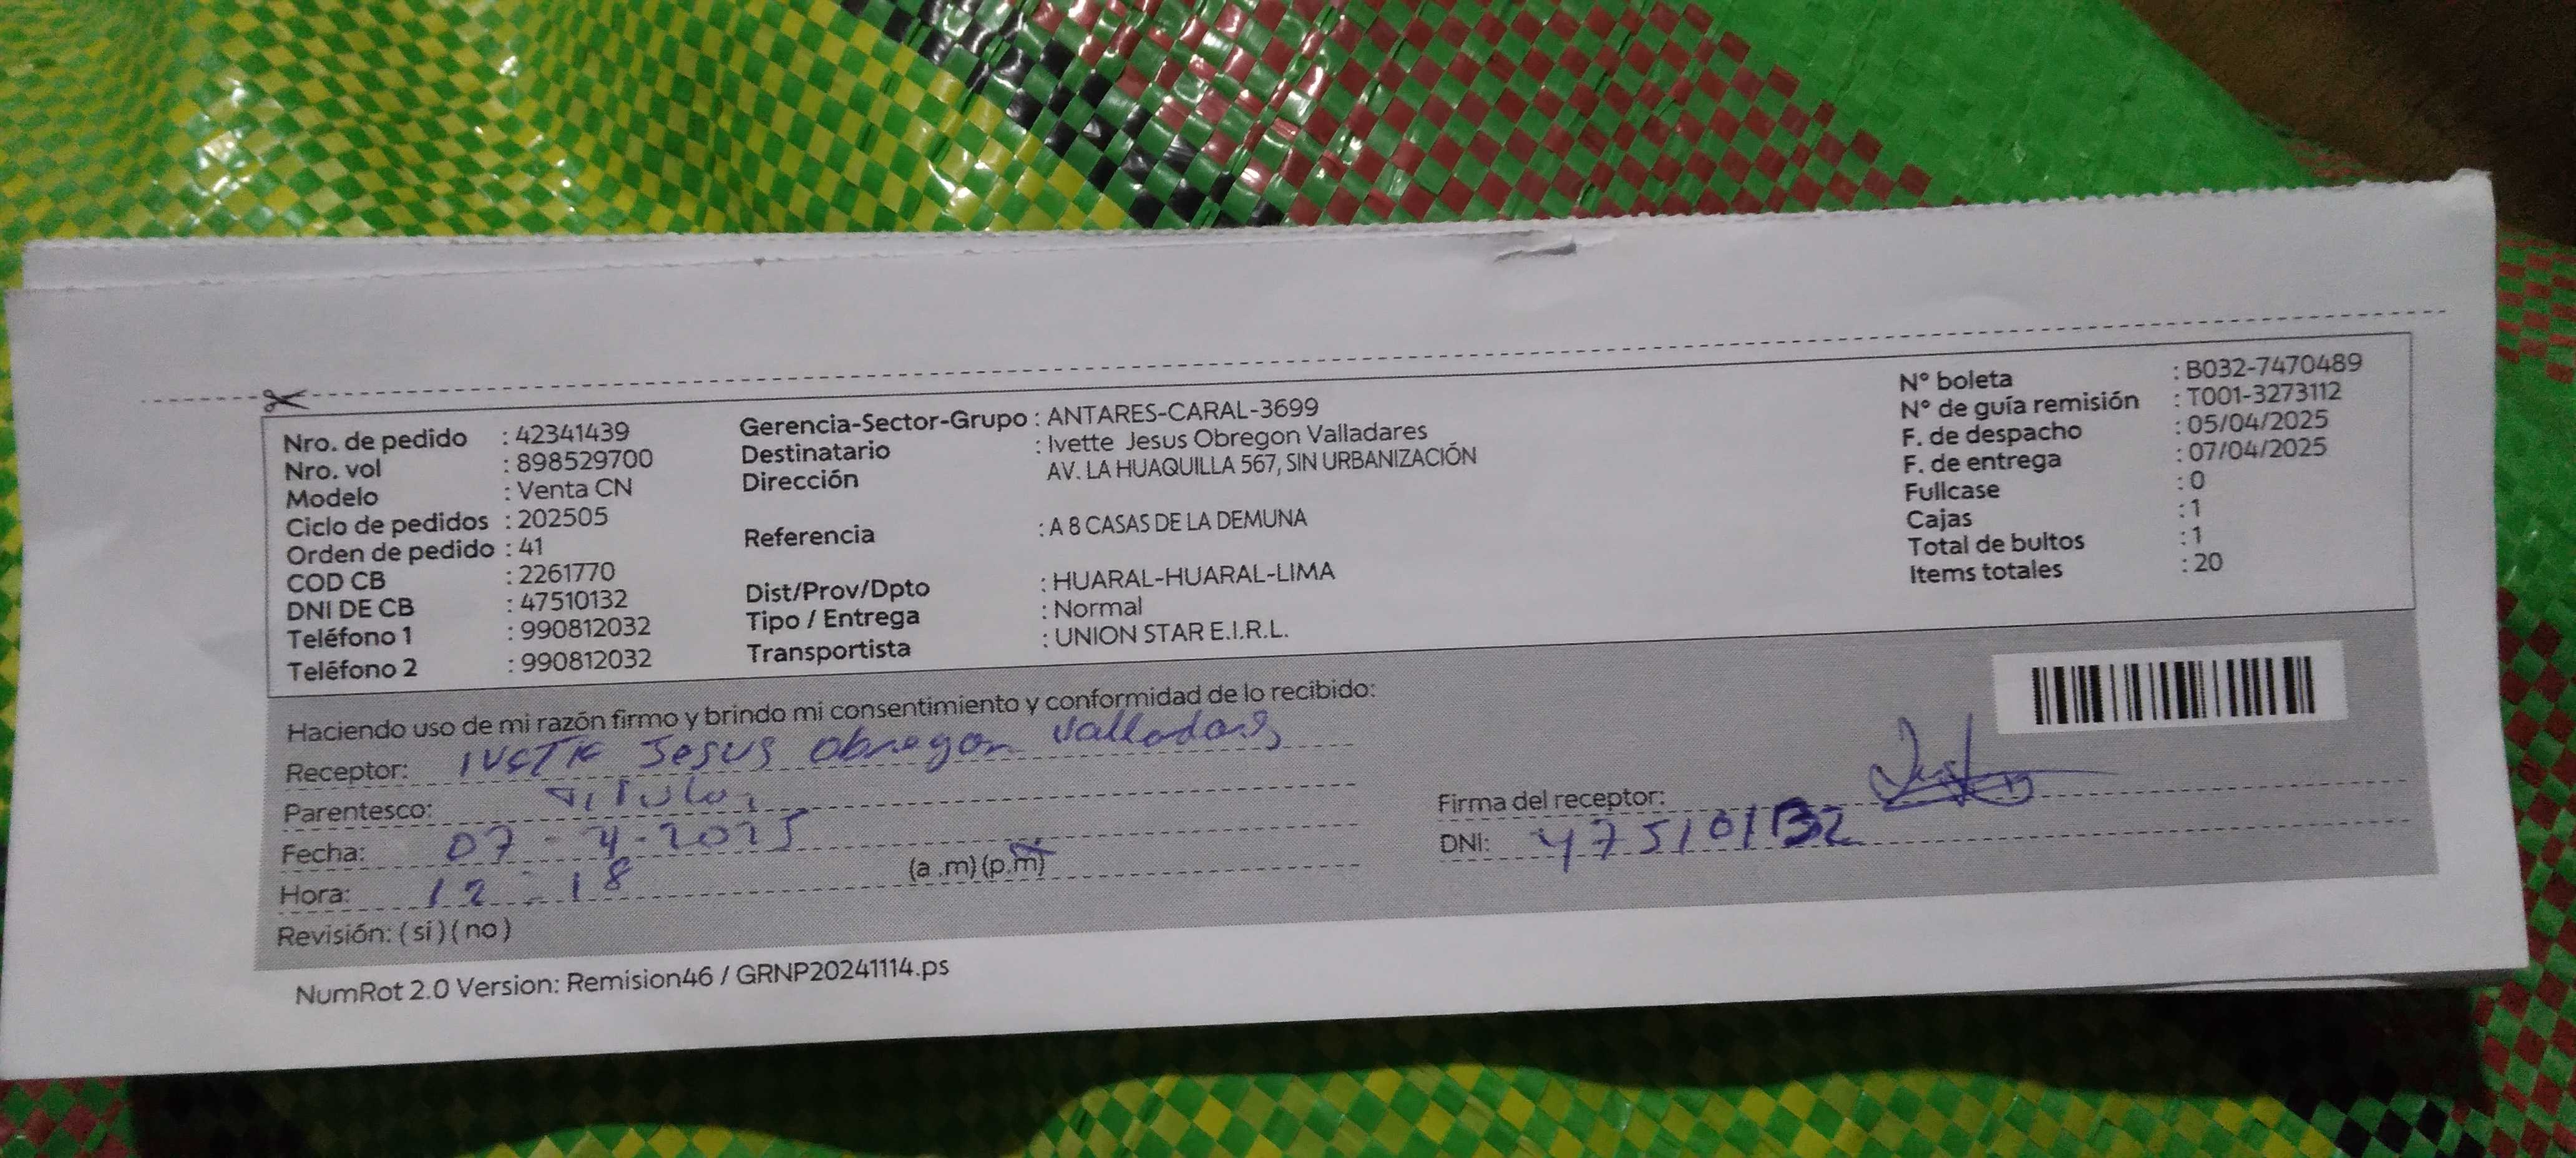 Nro. de pedido : 42341439
Nro. vol : 898529700
Modelo : Venta CN
Ciclo de pedidos : 202505
Orden de pedido : 41
COD CB : 2261770
DNI DE CB : 47510132
Teléfono 1 : 990812032
Teléfono 2 : 990812032
Gerencia-Sector-Grupo : ANTARES-CARAL-3699
Destinatario : Ivette Jesus Obregon Valladares
Dirección AV. LA HUAQUILLA 567, SIN URBANIZACIÓN
Referencia : A 8 CASAS DE LA DEMUNA
Dist/Prov/Dpto : HUARAL-HUARAL-LIMA
Tipo / Entrega : Normal
Transportista : UNION STAR E.I.R.L.
N° boleta : B032-7470489
N° de guía remisión : T001-3273112
F. de despacho : 05/04/2025
F. de entrega : 07/04/2025
Fullcase : 0
Cajas : 1
Total de bultos : 1
Items totales : 20
Haciendo uso de mi razón firmo y brindo mi consentimiento y conformidad de lo recibido:
Receptor: Jesus Obregon
Parentesco: Titular
Fecha: 07-4-2025
Hora: 12-18 (a .m) (p.m)
Revisión: ( si ) ( no )
Firma del receptor:
DNI: 47510132
NumRot 2.0 Version: Remision46 / GRNP20241114.ps